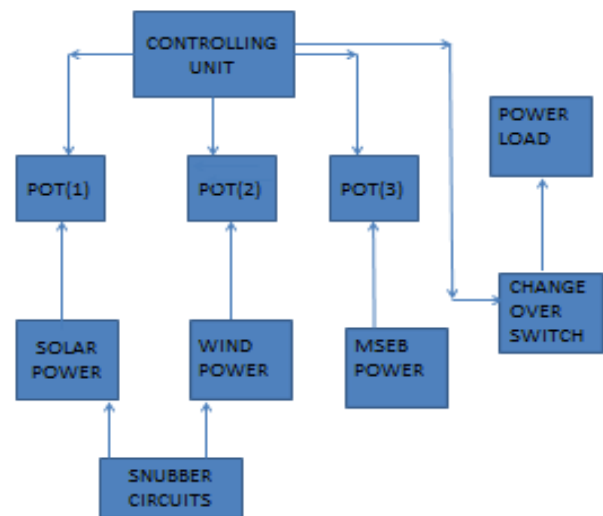 CONTROLLING
UNIT
POWER
LOAD
POT(1)
POT(2)
POT(3)
CHANGE
OVER
SWITCH
SOLAR
POWER
WIND
POWER
MSEB
POWER
SNUBBER
CIRCUITS